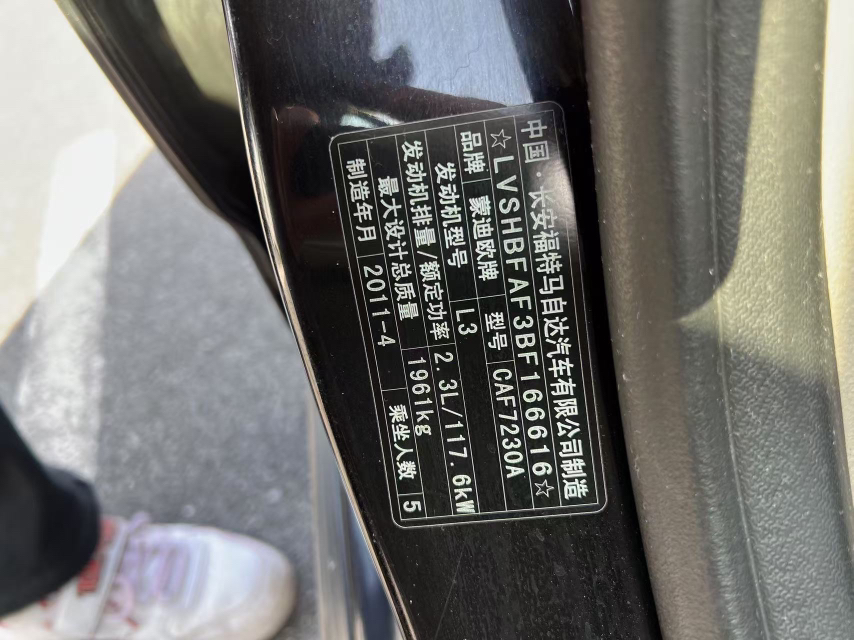 中国·长安福特马自达汽车有限公司制造
☆LVSHBFAF3BF166616☆
品牌 蒙迪欧牌 型号 CAF7230A
发动机型号 L3
发动机排量/额定功率 2.3L/117.6kW
最大设计总质量 1961kg
制造年月 2011-4 乘坐人数 5